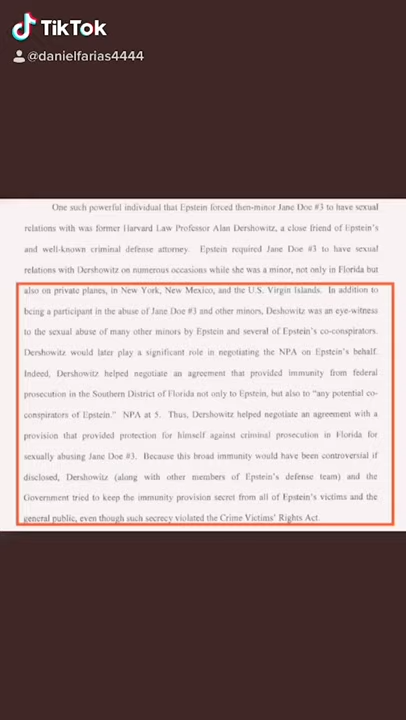 TikTok
@danielfarias4444
One such powerful individual that Epstein forced then-minor Jane Doe #3 to have sexual
relations with was former Harvard Law Professor Alan Dershowitz, a close friend of Epstein's
and well-known criminal defense attorney. Epstein required Jane Doe #3 to have sexual
relations with Dershowitz on numerous occasions while she was a minor, not only in Florida but
also on private planes, in New York, New Mexico, and the U.S. Virgin Islands. In addition to
being a participant in the abuse of Jane Doe #3 and other minors, Deshowitz was an eye-witness
to the sexual abuse of many other minors by Epstein and several of Epstein's co-conspirators.
Dershowitz would later play a significant role in negotiating the NPA on Epstein's behalf.
Indeed, Dershowitz helped negotiate an agreement that provided immunity from federal
prosecution in the Southern District of Florida not only to Epstein, but also to "any potential co-
conspirators of Epstein." NPA at 5. Thus, Dershowitz helped negotiate an agreement with a
provision that provided protection for himself against criminal prosecution in Florida for
sexually abusing Jane Doe #3. Because this broad immunity would have been controversial if
disclosed, Dershowitz (along with other members of Epstein's defense team) and the
Government tried to keep the immunity provision secret from all of Epstein's victims and the
general public, even though such secrecy violated the Crime Victims' Rights Act.